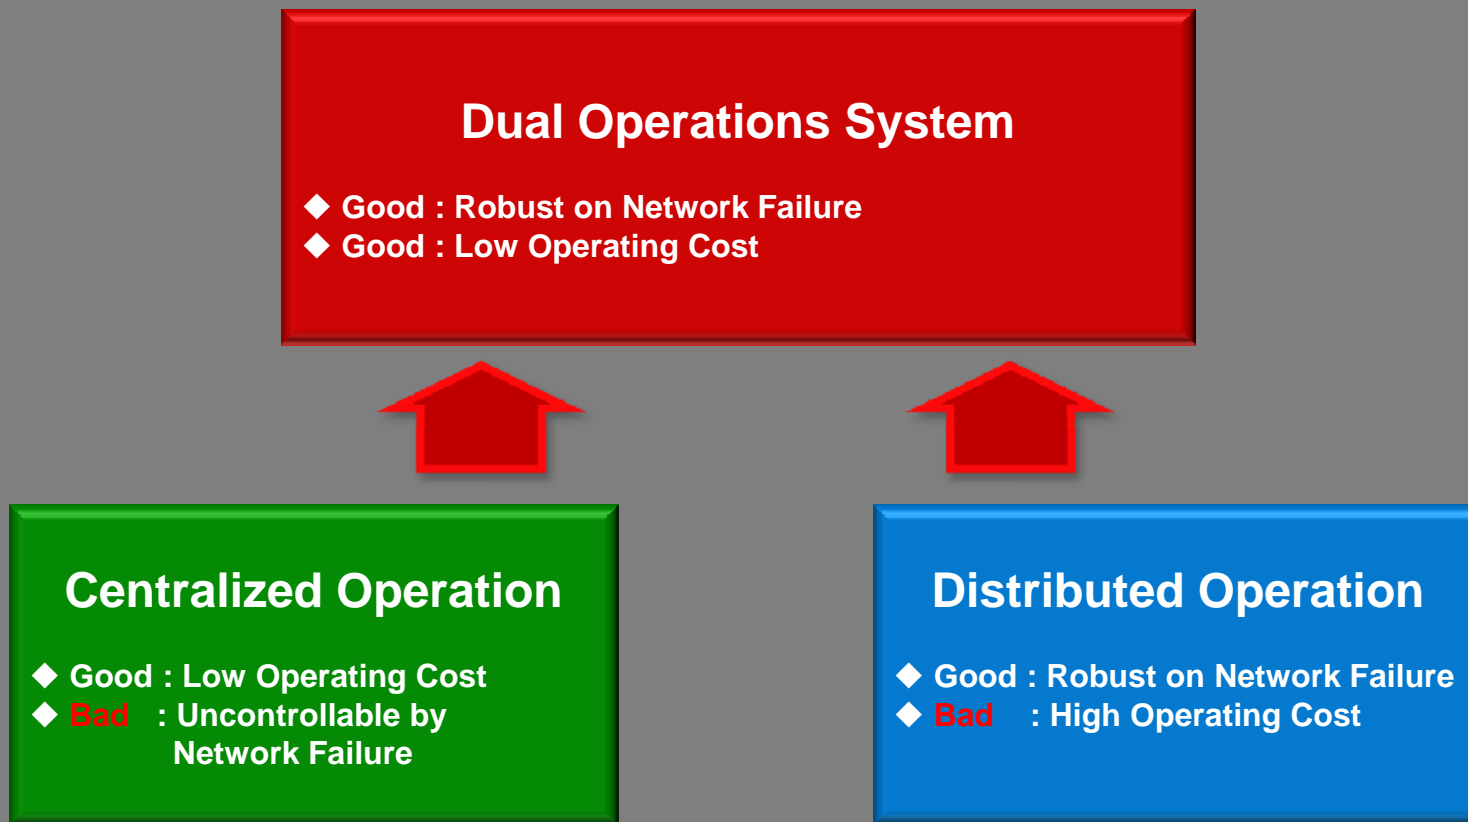 Dual Operations System
◆ Good : Robust on Network Failure
◆ Good : Low Operating Cost
Centralized Operation
◆ Good : Low Operating Cost
◆ Bad : Uncontrollable by
Network Failure
Distributed Operation
◆ Good : Robust on Network Failure
◆ Bad : High Operating Cost